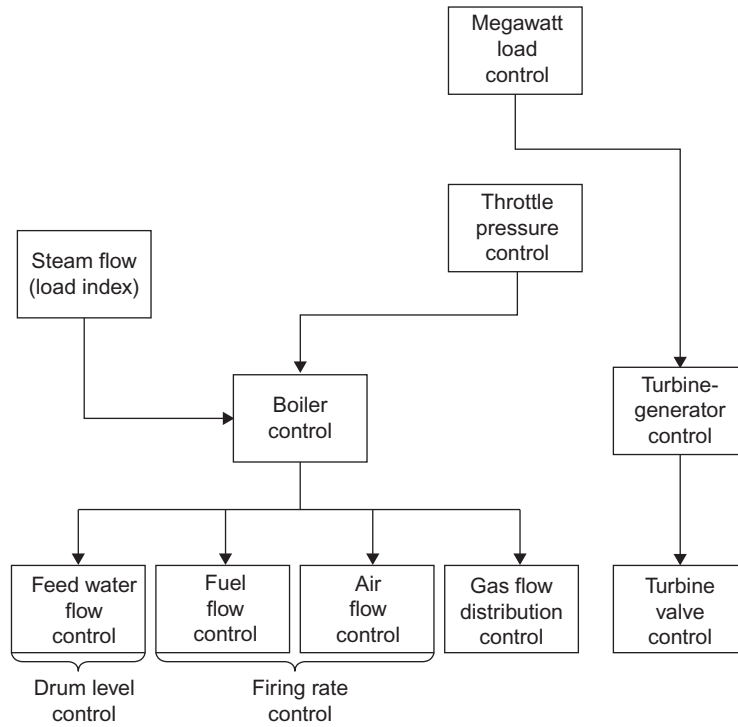 Megawatt
load
control
Throttle
pressure
control
Steam flow
(load index)
Boiler
control
Turbine-
generator
control
Feed water
flow
control
Fuel
flow
control
Air
flow
control
Gas flow
distribution
control
Turbine
valve
control
Drum level
control
Firing rate
control